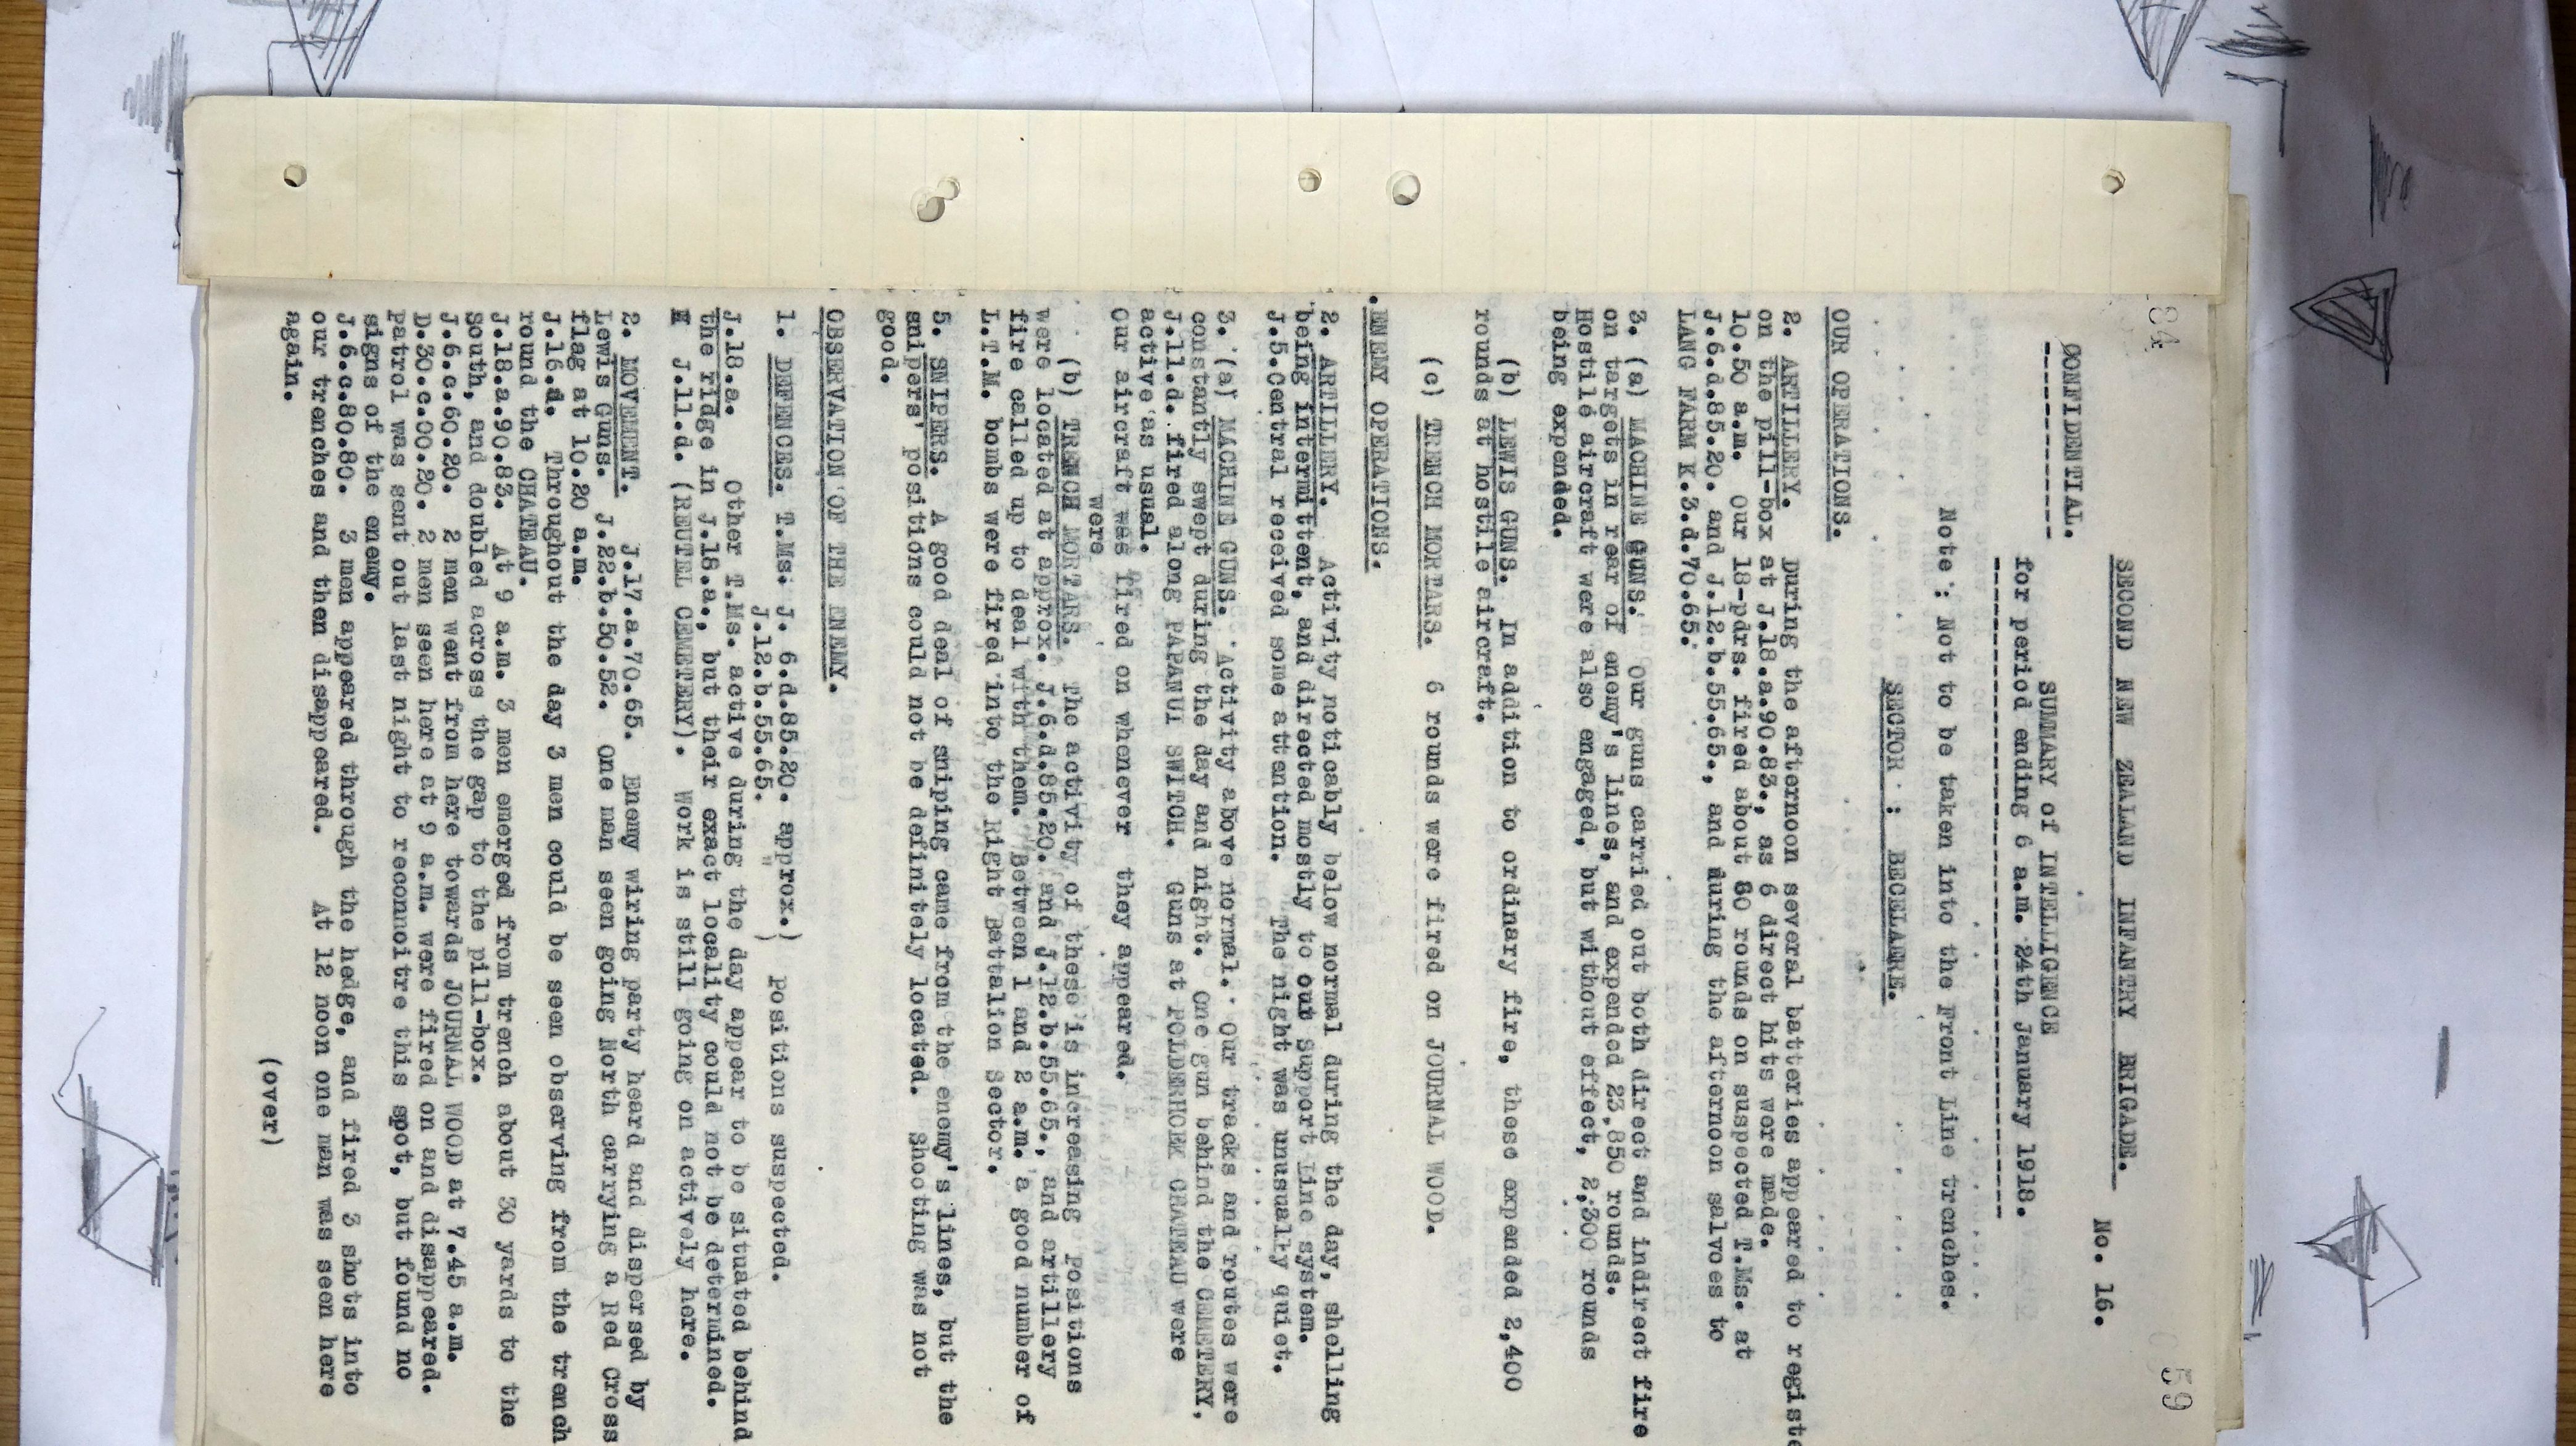 84
59
SECOND NEW ZEALAND INFANTRY BRIGADE. No. 16.
CONFIDENTIAL.
SUMMARY of INTELLIGENCE
for period ending 6 a.m. 24th January 1918.
Note: Not to be taken into the Front Line trenches.
SECTOR : BECELAERE.
OUR OPERATIONS.
2. ARTILLERY. During the afternoon several batteries appeared to registe
on the pill-box at J.18.a.90.83., as 6 direct hits were made.
10.50 a.m. Our 18-pdrs. fired about 80 rounds on suspected T.Ms. at
J.6.d.85.20. and J.12.b.55.65., and during the afternoon salvoes to
LANG FARM K.3.d.70.65.
3. (a) MACHINE GUNS. Our guns carried out both direct and indirect fire
on targets in rear of enemy's lines, and expended 23,850 rounds.
Hostile aircraft were also engaged, but without effect, 2,300 rounds
being expended.
(b) LEWIS GUNS. In addition to ordinary fire, these expended 2,400
rounds at hostile aircraft.
(c) TRENCH MORTARS. 6 rounds were fired on JOURNAL WOOD.
ENEMY OPERATIONS.
2. ARTILLERY. Activity noticably below normal during the day, shelling
being intermittent, and directed mostly to our Support Line system.
J.5.Central received some attention. The night was unusually quiet.
3. (a) MACHINE GUNS. Activity above normal. Our tracks and routes were
constantly swept during the day and night. One gun behind the CEMETERY,
J.11.d. fired along PAPANUI SWITCH. Guns at POLDERHOEK CHATEAU were
active as usual.
were
Our aircraft was fired on whenever they appeared.
(b) TRENCH MORTARS. The activity of these is increasing Positions
were located at approx. J.6.d.85.20. and J.12.b.55.65., and artillery
fire called up to deal with them. Between 1 and 2 a.m. a good number of
L.T.M. bombs were fired into the Right Battalion Sector.
5. SNIPERS. A good deal of sniping came from the enemy's lines, but the
snipers' positions could not be definitely located. Shooting was not
good.
OBSERVATION OF THE ENEMY.
1. DEFENCES. T.Ms. J. 6.d.85.20. approx.) Positions suspected.
J.12.b.55.65. " )
J.18.a. Other T.Ms. active during the day appear to be situated behind
the ridge in J.18.a., but their exact locality could not be determined.
J.11.d. (REUTEL CEMETERY). Work is still going on actively here.
2. MOVEMENT. J.17.a.70.65. Enemy wiring party heard and dispersed by
Lewis Guns. J.22.b.50.52. One man seen going North carrying a Red Cross
flag at 10.20 a.m.
J.16.d. Throughout the day 3 men could be seen observing from the trench
round the CHATEAU.
J.18.a.90.83. At 9 a.m. 3 men emerged from trench about 30 yards to the
South, and doubled across the gap to the pill-box.
J.6.c.60.20. 2 men went from here towards JOURNAL WOOD at 7.45 a.m.
D.30.c.00.20. 2 men seen here at 9 a.m. were fired on and disappeared.
Patrol was sent out last night to reconnoitre this spot, but found no
signs of the enemy.
J.6.c.80.80. 3 men appeared through the hedge, and fired 3 shots into
our trenches and then disappeared. At 12 noon one man was seen here
again.
(over)